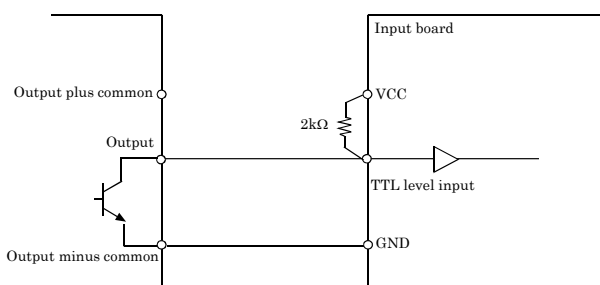 Input board
Output plus common
VCC
2kΩ
Output
TTL level input
GND
Output minus common